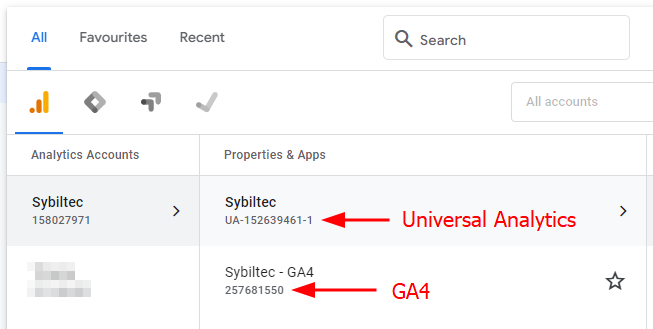 All Favourites Recent Search
All accounts
Analytics Accounts Properties & Apps
Sybiltec Sybiltec
158027971 UA-152639461-1 Universal Analytics
Sybiltec - GA4
257681550 GA4